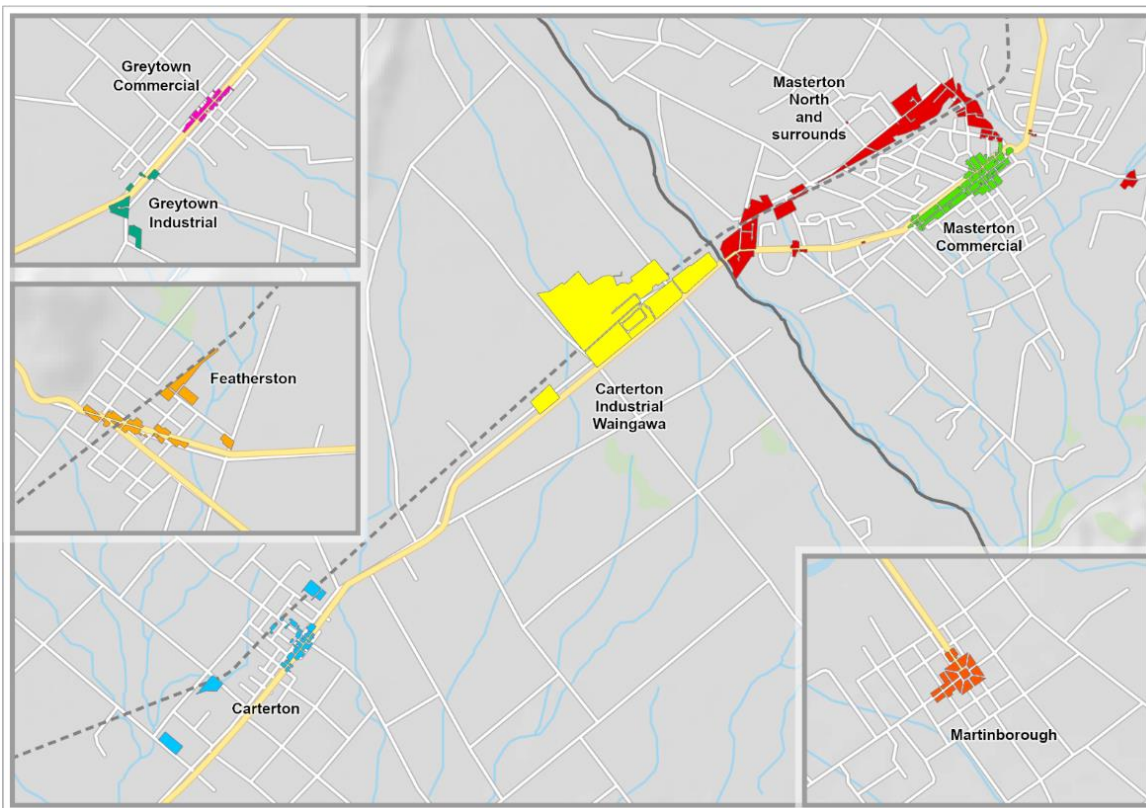 Greytown
Commercial
Greytown
Industrial
Masterton
North
and
surrounds
Masterton
Commercial
Featherston
Carterton
Industrial
Waingawa
Carterton
Martinborough